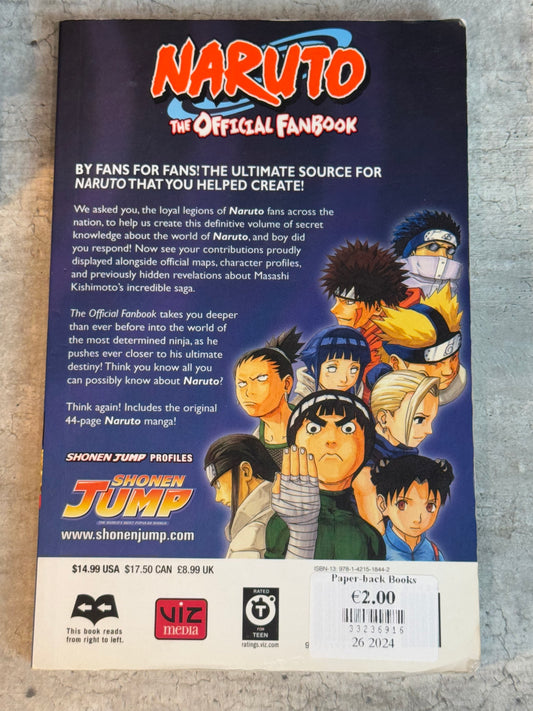 NARUTO
THE OFFICIAL FANBOOK
BY FANS FOR FANS! THE ULTIMATE SOURCE FOR
NARUTO THAT YOU HELPED CREATE!
We asked you, the loyal legions of Naruto fans across the
nation, to help us create this definitive volume of secret
knowledge about the world of Naruto, and boy did
you respond! Now see your contributions proudly
displayed alongside official maps, character profiles,
and previously hidden revelations about Masashi
Kishimoto's incredible saga.
The Official Fanbook takes you deeper
than ever before into the world of
the most determined ninja, as he
pushes ever closer to his ultimate
destiny! Think you know all you
can possibly know about Naruto?
Think again! Includes the original
44-page Naruto manga!
SHONEN JUMP PROFILES
SHONEN
JUMP
THE WORLD'S MOST POPULAR MANGA
www.shonenjump.com
$14.99 USA $17.50 CAN £8.99 UK
ISBN-13: 978-1-4215-1844-2
This book reads
from right to left.
VIZ
MEDIA
RATED
T
FOR
TEEN
ratings.viz.com
Paper-back Books
€2.00
33236916
26 2024
9